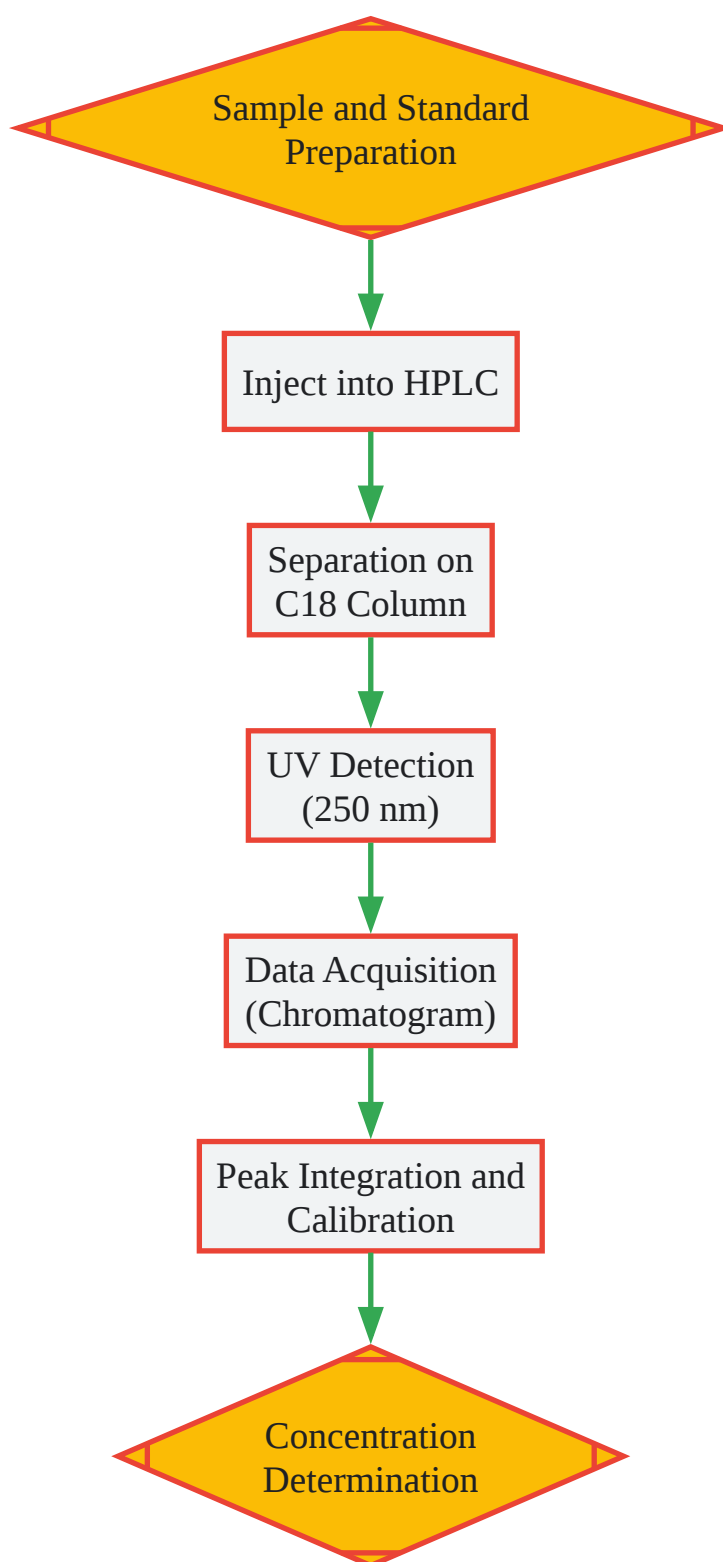 Sample and Standard
Preparation
Inject into HPLC
Separation on
C18 Column
UV Detection
(250 nm)
Data Acquisition
(Chromatogram)
Peak Integration and
Calibration
Concentration
Determination